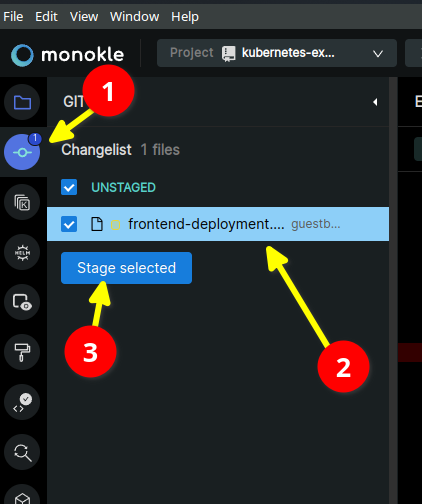 File Edit View Window Help
monokle Project kubernetes-ex...
1
GIT
1
Changelist 1 files
UNSTAGED
frontend-deployment.... guestb...
HELM
Stage selected
3
2